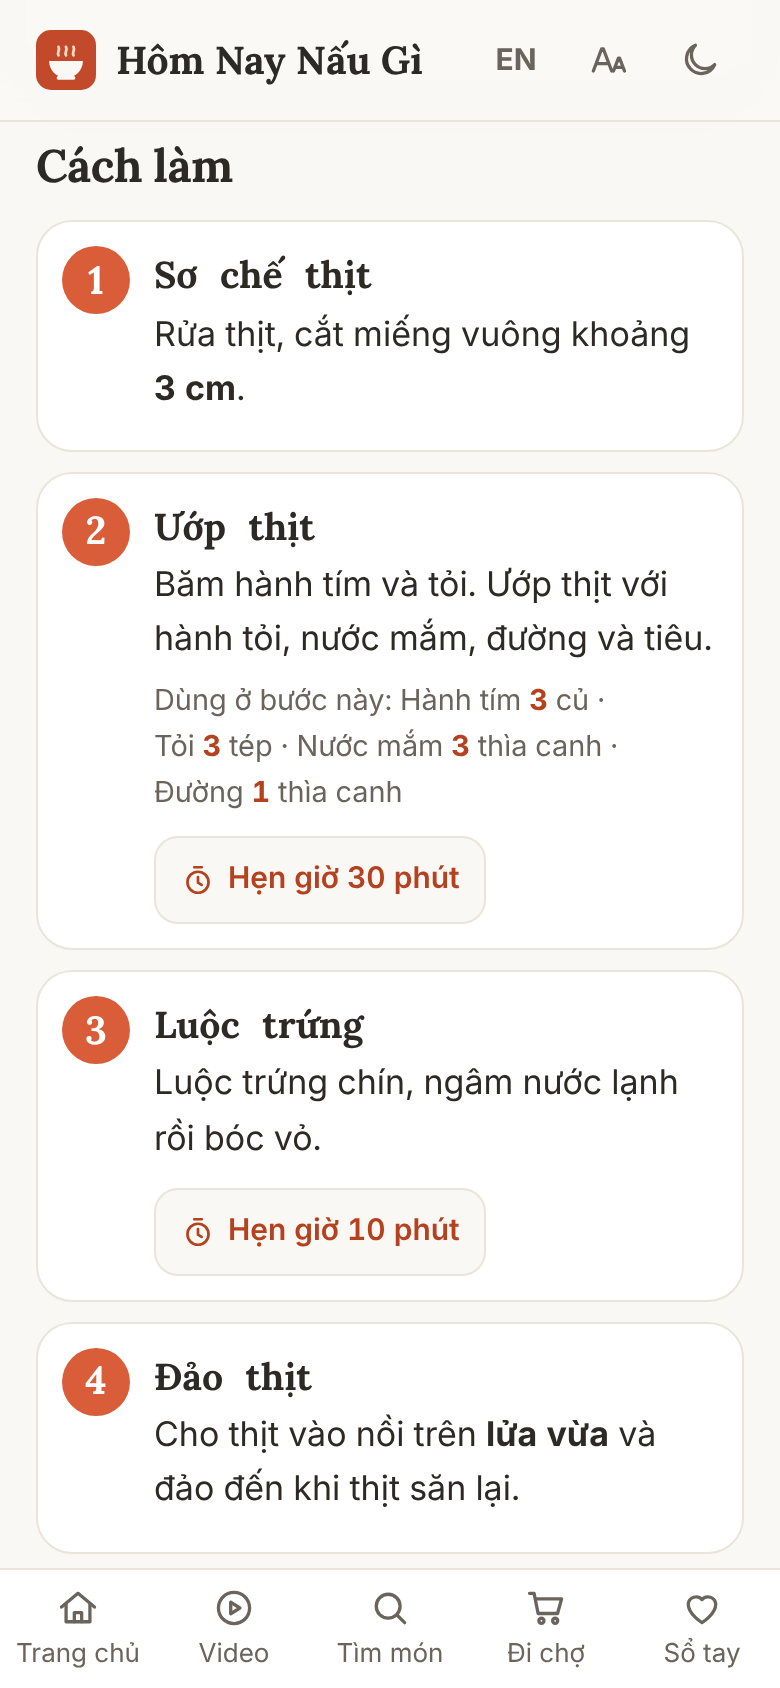 Hôm Nay Nấu Gì
EN
AA
Cách làm
1
Sơ chế thịt
Rửa thịt, cắt miếng vuông khoảng
3 cm.
2
Ướp thịt
Băm hành tím và tỏi. Ướp thịt với
hành tỏi, nước mắm, đường và tiêu.
Dùng ở bước này: Hành tím 3 củ ·
Tỏi 3 tép · Nước mắm 3 thìa canh ·
Đường 1 thìa canh
Hẹn giờ 30 phút
3
Luộc trứng
Luộc trứng chín, ngâm nước lạnh
rồi bóc vỏ.
Hẹn giờ 10 phút
4
Đảo thịt
Cho thịt vào nồi trên lửa vừa và
đảo đến khi thịt săn lại.
Trang chủ
Video
Tìm món
Đi chợ
Sổ tay